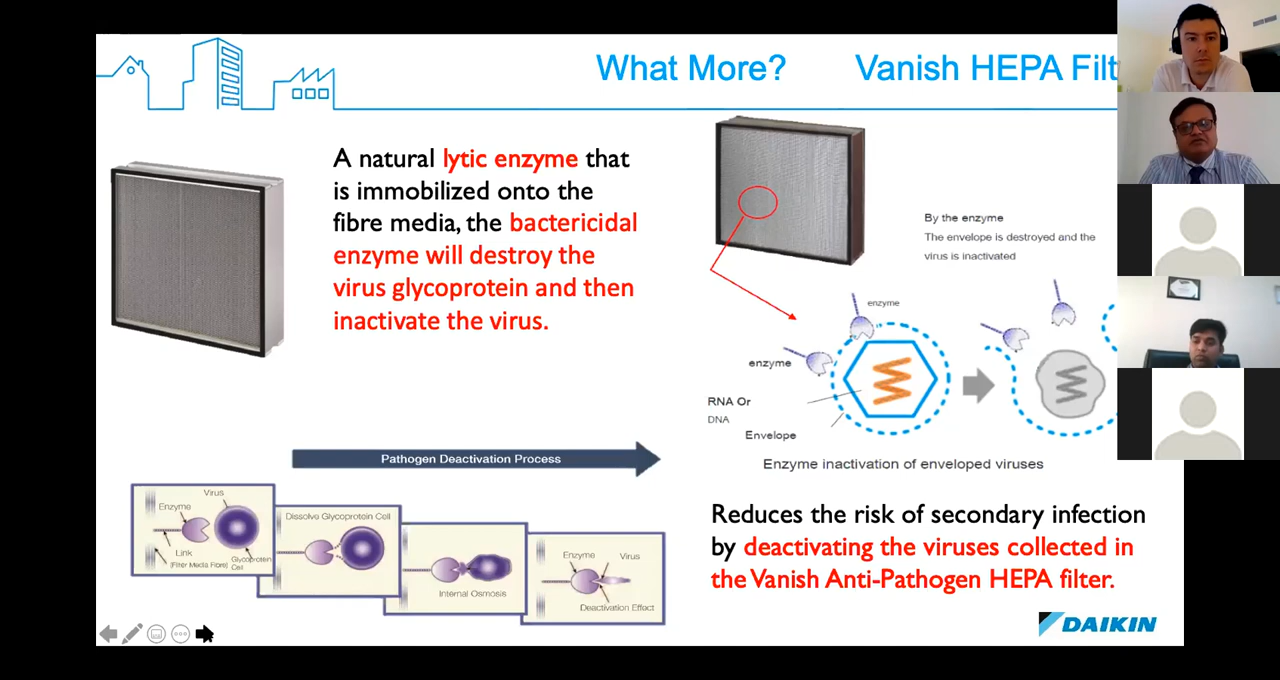 What More? Vanish HEPA Filt
A natural lytic enzyme that
is immobilized onto the
fibre media, the bactericidal
enzyme will destroy the
virus glycoprotein and then
inactivate the virus.
By the enzyme
The envelope is destroyed and the
virus is inactivated
enzyme
enzyme
RNA Or
DNA
Envelope
Enzyme inactivation of enveloped viruses
Pathogen Deactivation Process
Virus
Enzyme
Link
(Filter Media Fibre)
Glycoprotein
Cell
Dissolve Glycoprotein Cell
Internal Osmosis
Enzyme
Virus
Deactivation Effect
Reduces the risk of secondary infection
by deactivating the viruses collected in
the Vanish Anti-Pathogen HEPA filter.
DAIKIN